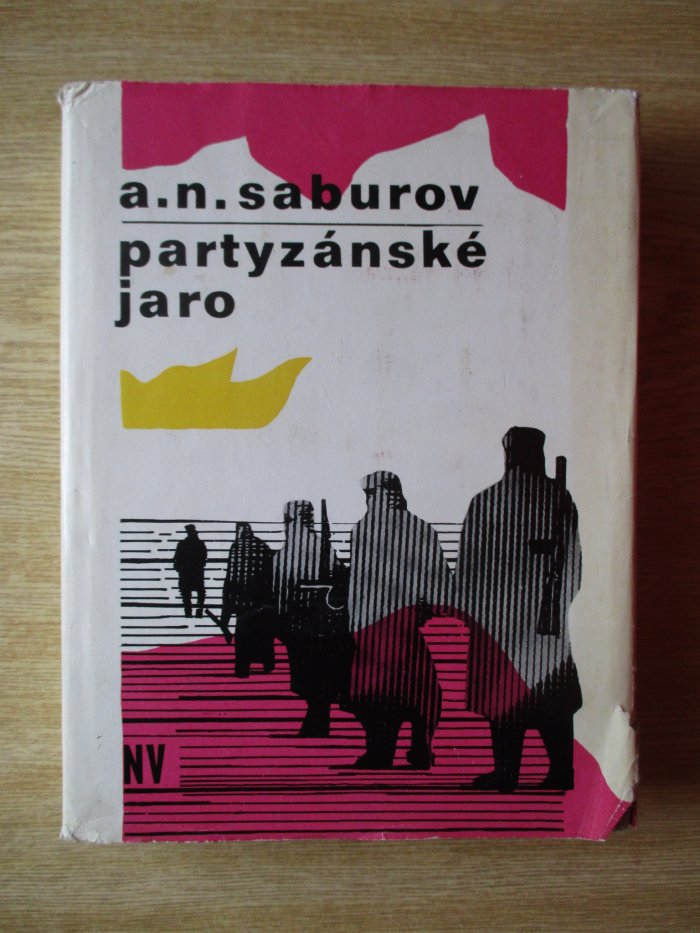 a.n.saburov
partyzánské
jaro
NV